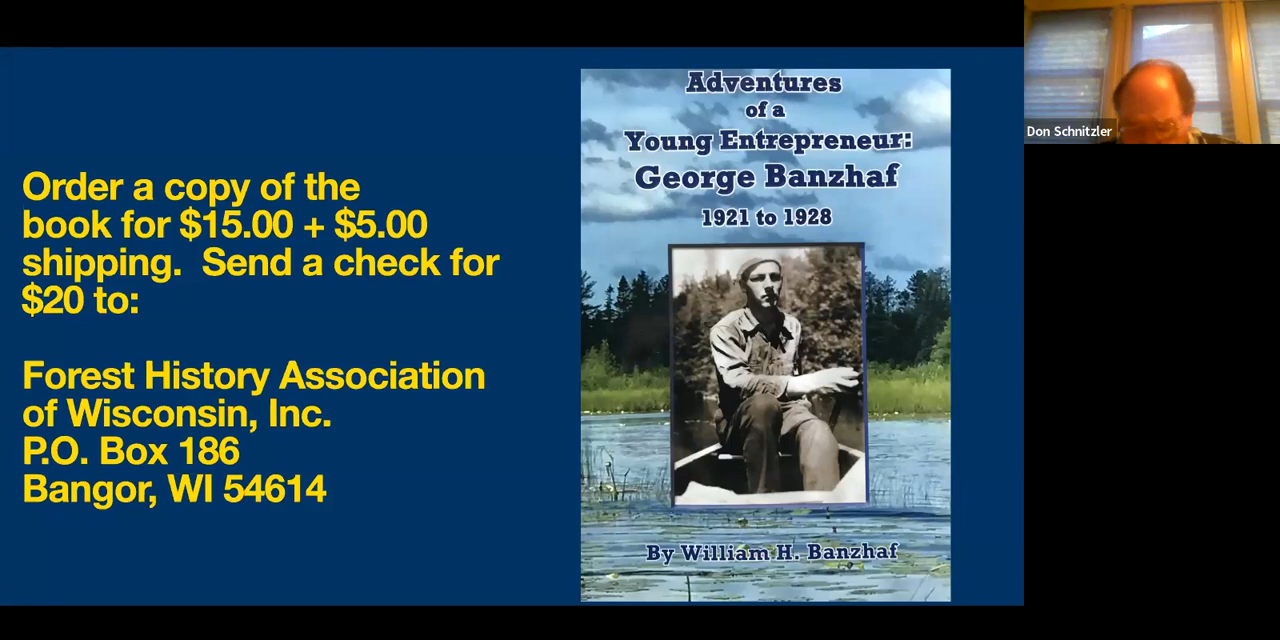 Order a copy of the
book for $15.00 + $5.00
shipping.  Send a check for
$20 to:
Forest History Association
of Wisconsin, Inc.
P.O. Box 186
Bangor, WI 54614
Adventures
of a
Young Entrepreneur:
George Banzhaf
1921 to 1928
By William H. Banzhaf
Don Schnitzler